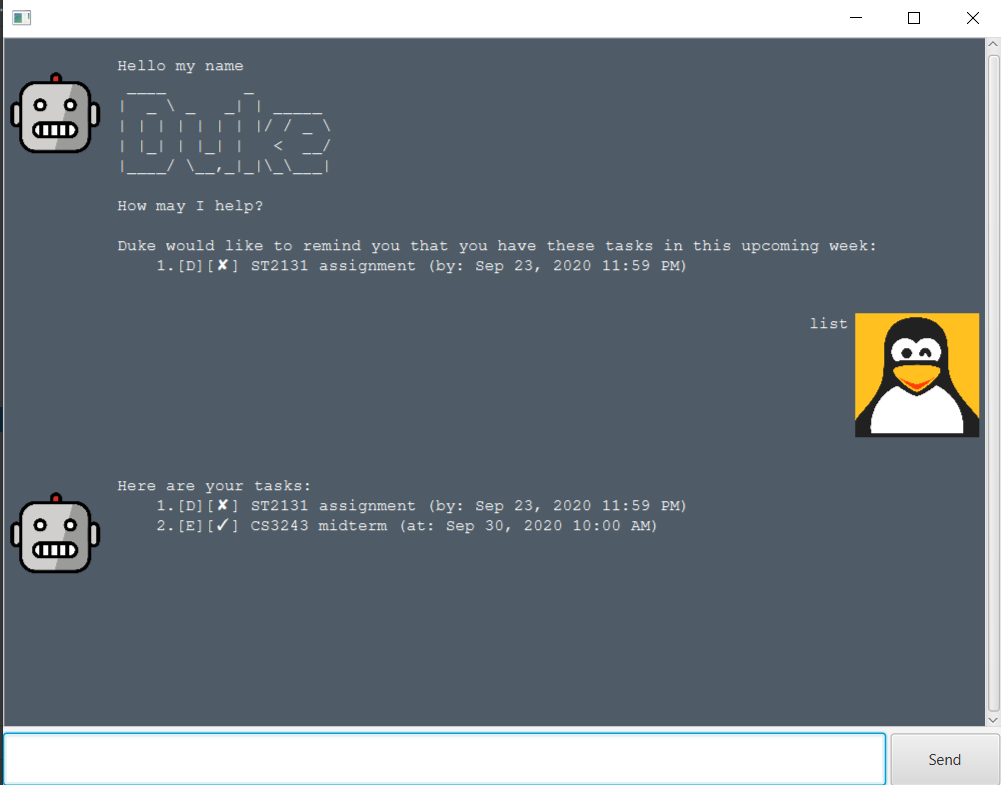 Hello my name
 ____        _
|  _ \ _   _| | _____
| | | | | | | |/ / _ \
| |_| | |_| |   <  __/
|____/ \__,_|_|\_\___|
How may I help?
Duke would like to remind you that you have these tasks in this upcoming week:
1.[D][✘] ST2131 assignment (by: Sep 23, 2020 11:59 PM)
list
Here are your tasks:
1.[D][✘] ST2131 assignment (by: Sep 23, 2020 11:59 PM)
2.[E][✓] CS3243 midterm (at: Sep 30, 2020 10:00 AM)
Send